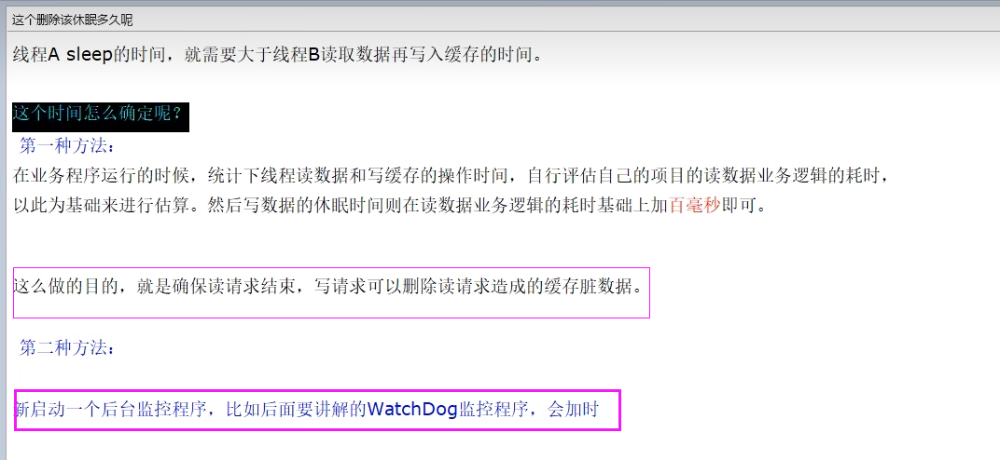 这个删除该休眠多久呢
线程A sleep的时间，就需要大于线程B读取数据再写入缓存的时间。
这个时间怎么确定呢？
第一种方法：
在业务程序运行的时候，统计下线程读数据和写缓存的操作时间，自行评估自己的项目的读数据业务逻辑的耗时，
以此为基础来进行估算。然后写数据的休眠时间则在读数据业务逻辑的耗时基础上加百毫秒即可。
这么做的目的，就是确保读请求结束，写请求可以删除读请求造成的缓存脏数据。
第二种方法：
新启动一个后台监控程序，比如后面要讲解的WatchDog监控程序，会加时